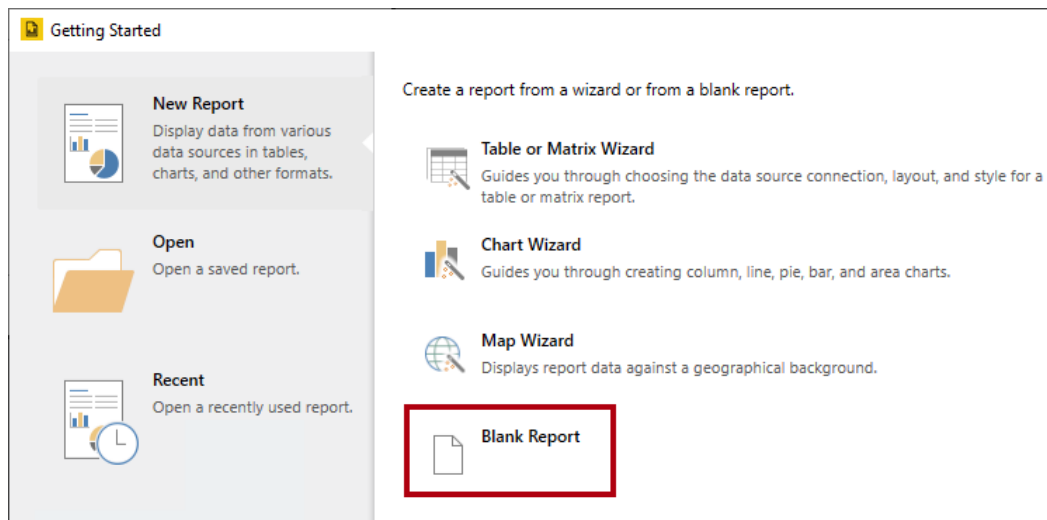 Getting Started
New Report
Display data from various
data sources in tables,
charts, and other formats.
Open
Open a saved report.
Recent
Open a recently used report.
Create a report from a wizard or from a blank report.
Table or Matrix Wizard
Guides you through choosing the data source connection, layout, and style for a
table or matrix report.
Chart Wizard
Guides you through creating column, line, pie, bar, and area charts.
Map Wizard
Displays report data against a geographical background.
Blank Report